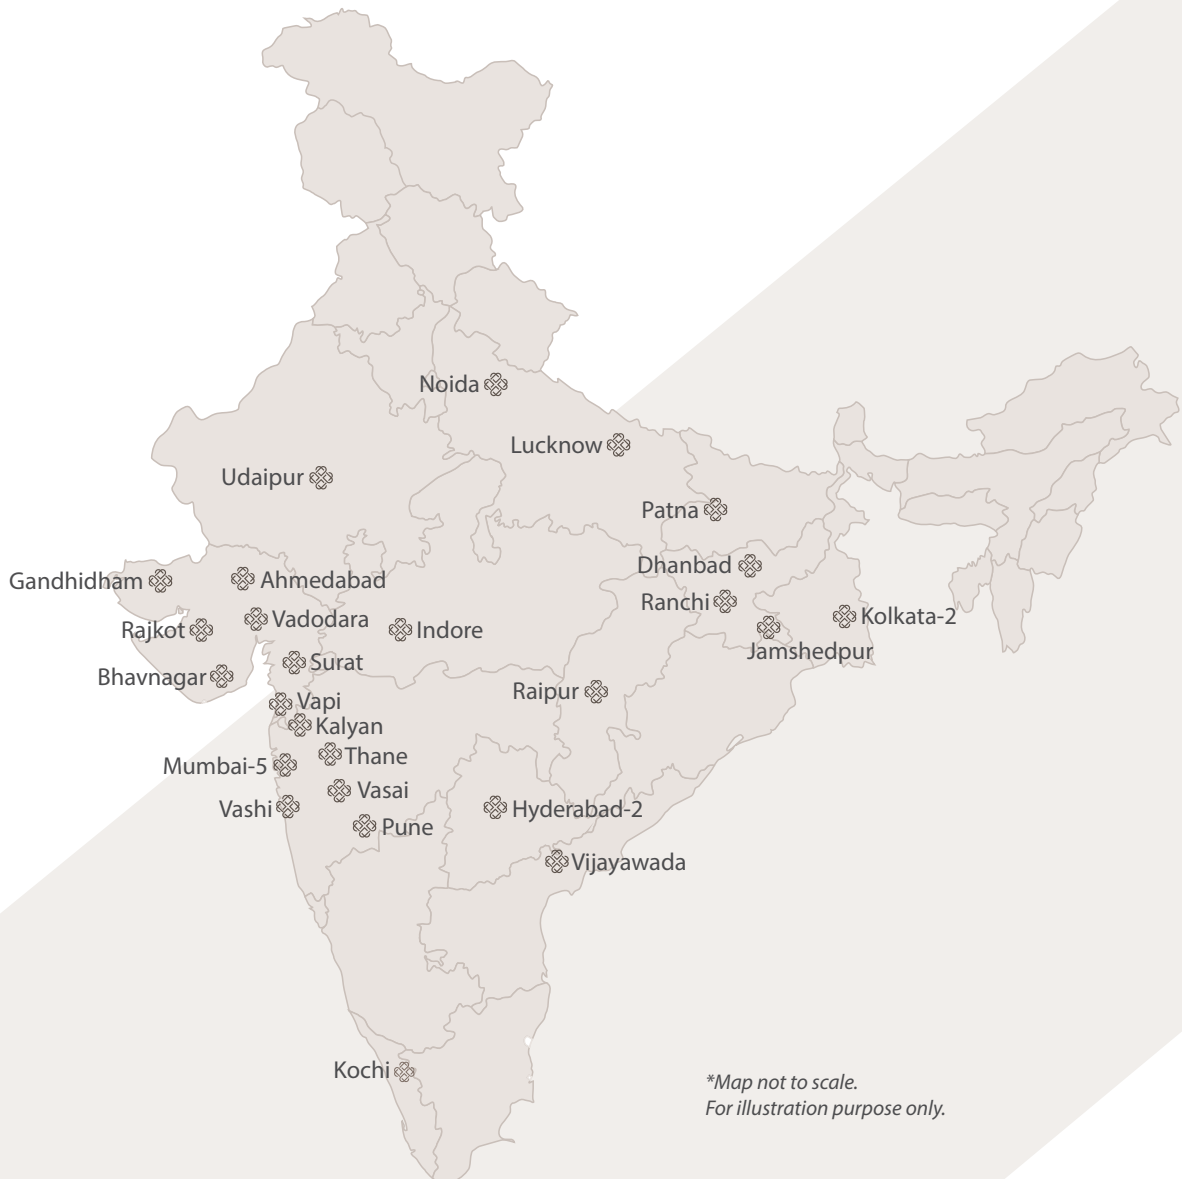 Noida
Lucknow
Udaipur
Patna
Dhanbad
Gandhidham
Ahmedabad
Ranchi
Kolkata-2
Vadodara
Rajkot
Indore
Jamshedpur
Surat
Bhavnagar
Raipur
Vapi
Kalyan
Thane
Mumbai-5
Vasai
Vashi
Hyderabad-2
Pune
Vijayawada
Kochi
*Map not to scale.
For illustration purpose only.